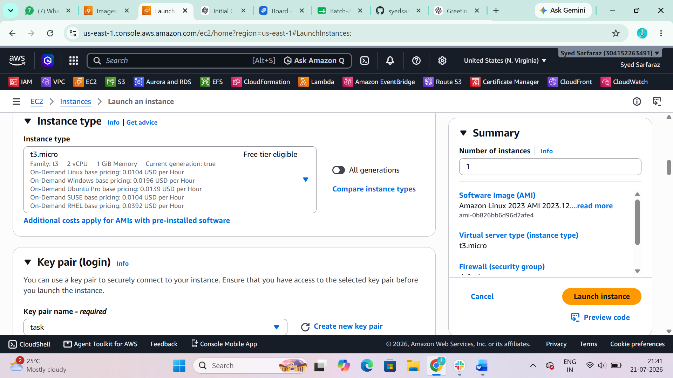 (7) Wha
Images
Launch
Initial C
Board -
Batch-2
syedsar
Gretic
Ask Gemini
us-east-1.console.aws.amazon.com/ec2/home?region=us-east-1#LaunchInstances:
aws
Search
[Alt+S]
Ask Amazon Q
United States (N. Virginia)
Syed Sarfaraz (304152263493)
Syed Sarfaraz
IAM
VPC
EC2
S3
Aurora and RDS
EFS
CloudFormation
Lambda
Amazon EventBridge
Route 53
Certificate Manager
CloudFront
CloudWatch
EC2
Instances
Launch an instance
Instance type Info | Get advice
Instance type
t3.micro Free tier eligible
Family: t3 2 vCPU 1 GiB Memory Current generation: true
On-Demand Linux base pricing: 0.0104 USD per Hour
On-Demand Windows base pricing: 0.0196 USD per Hour
On-Demand Ubuntu Pro base pricing: 0.0139 USD per Hour
On-Demand SUSE base pricing: 0.0104 USD per Hour
On-Demand RHEL base pricing: 0.0392 USD per Hour
All generations
Compare instance types
Additional costs apply for AMIs with pre-installed software
Key pair (login) Info
You can use a key pair to securely connect to your instance. Ensure that you have access to the selected key pair before
you launch the instance.
Key pair name - required
task
Create new key pair
Summary
Number of instances Info
1
Software Image (AMI)
Amazon Linux 2023 AMI 2023.12....read more
ami-0b826bb6d96d2afe4
Virtual server type (instance type)
t3.micro
Firewall (security group)
Cancel
Launch instance
Preview code
CloudShell
Agent Toolkit for AWS
Feedback
Console Mobile App
© 2026, Amazon Web Services, Inc. or its affiliates.
Privacy
Terms
Cookie preferences
2
25°C
Mostly cloudy
Search
ENG
IN
21:41
21-07-2026